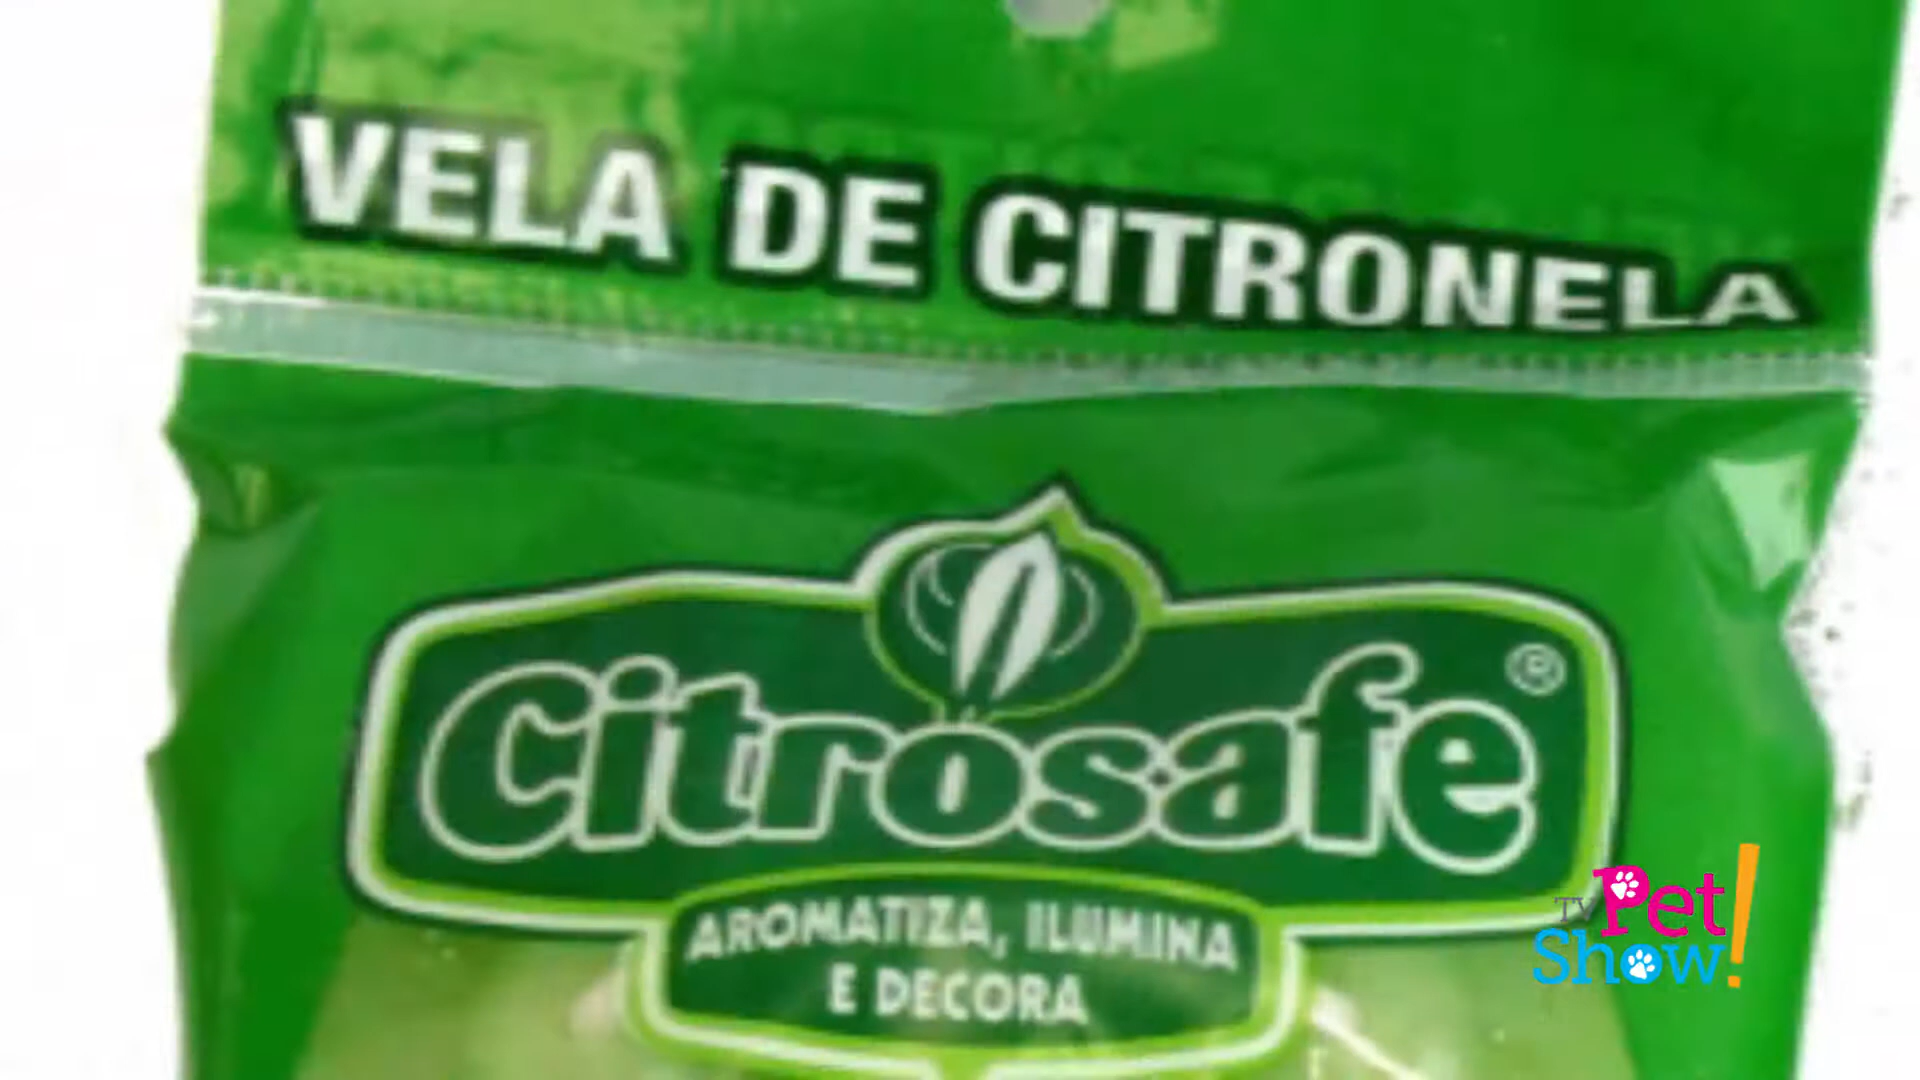 VELA DE CITRONELA
Citrosafe®
AROMATIZA, ILUMINA
E DECORA
TV Pet
Show!